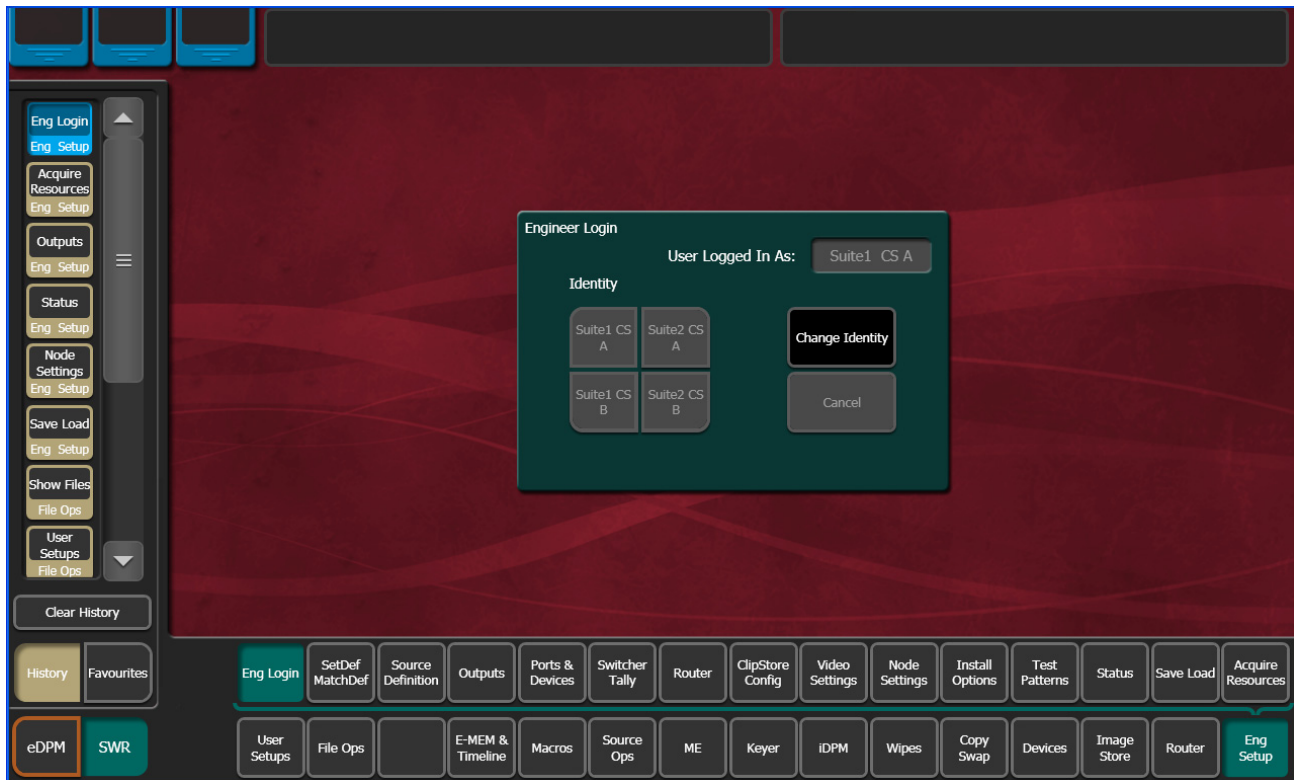 Eng Login
Eng Setup
Acquire
Resources
Eng Setup
Outputs
Eng Setup
Status
Eng Setup
Node
Settings
Eng Setup
Save Load
Eng Setup
Show Files
File Ops
User
Setups
File Ops
Clear History
History
Favourites
eDPM
SWR
Engineer Login
User Logged In As:
Suite1 CS A
Identity
Suite1 CS
A
Suite2 CS
A
Suite1 CS
B
Suite2 CS
B
Change Identity
Cancel
Eng Login
SetDef
MatchDef
Source
Definition
Outputs
Ports &
Devices
Switcher
Tally
Router
ClipStore
Config
Video
Settings
Node
Settings
Install
Options
Test
Patterns
Status
Save Load
Acquire
Resources
User
Setups
File Ops
E-MEM &
Timeline
Macros
Source
Ops
ME
Keyer
iDPM
Wipes
Copy
Swap
Devices
Image
Store
Router
Eng
Setup